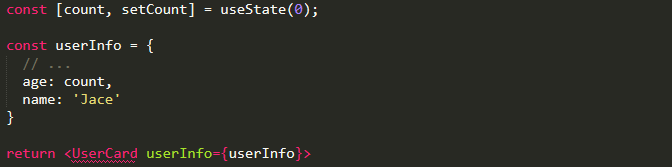 const [count, setCount] = useState(0);
const userInfo = {
// ...
age: count,
name: 'Jace'
}
return <UserCard userInfo={userInfo}>